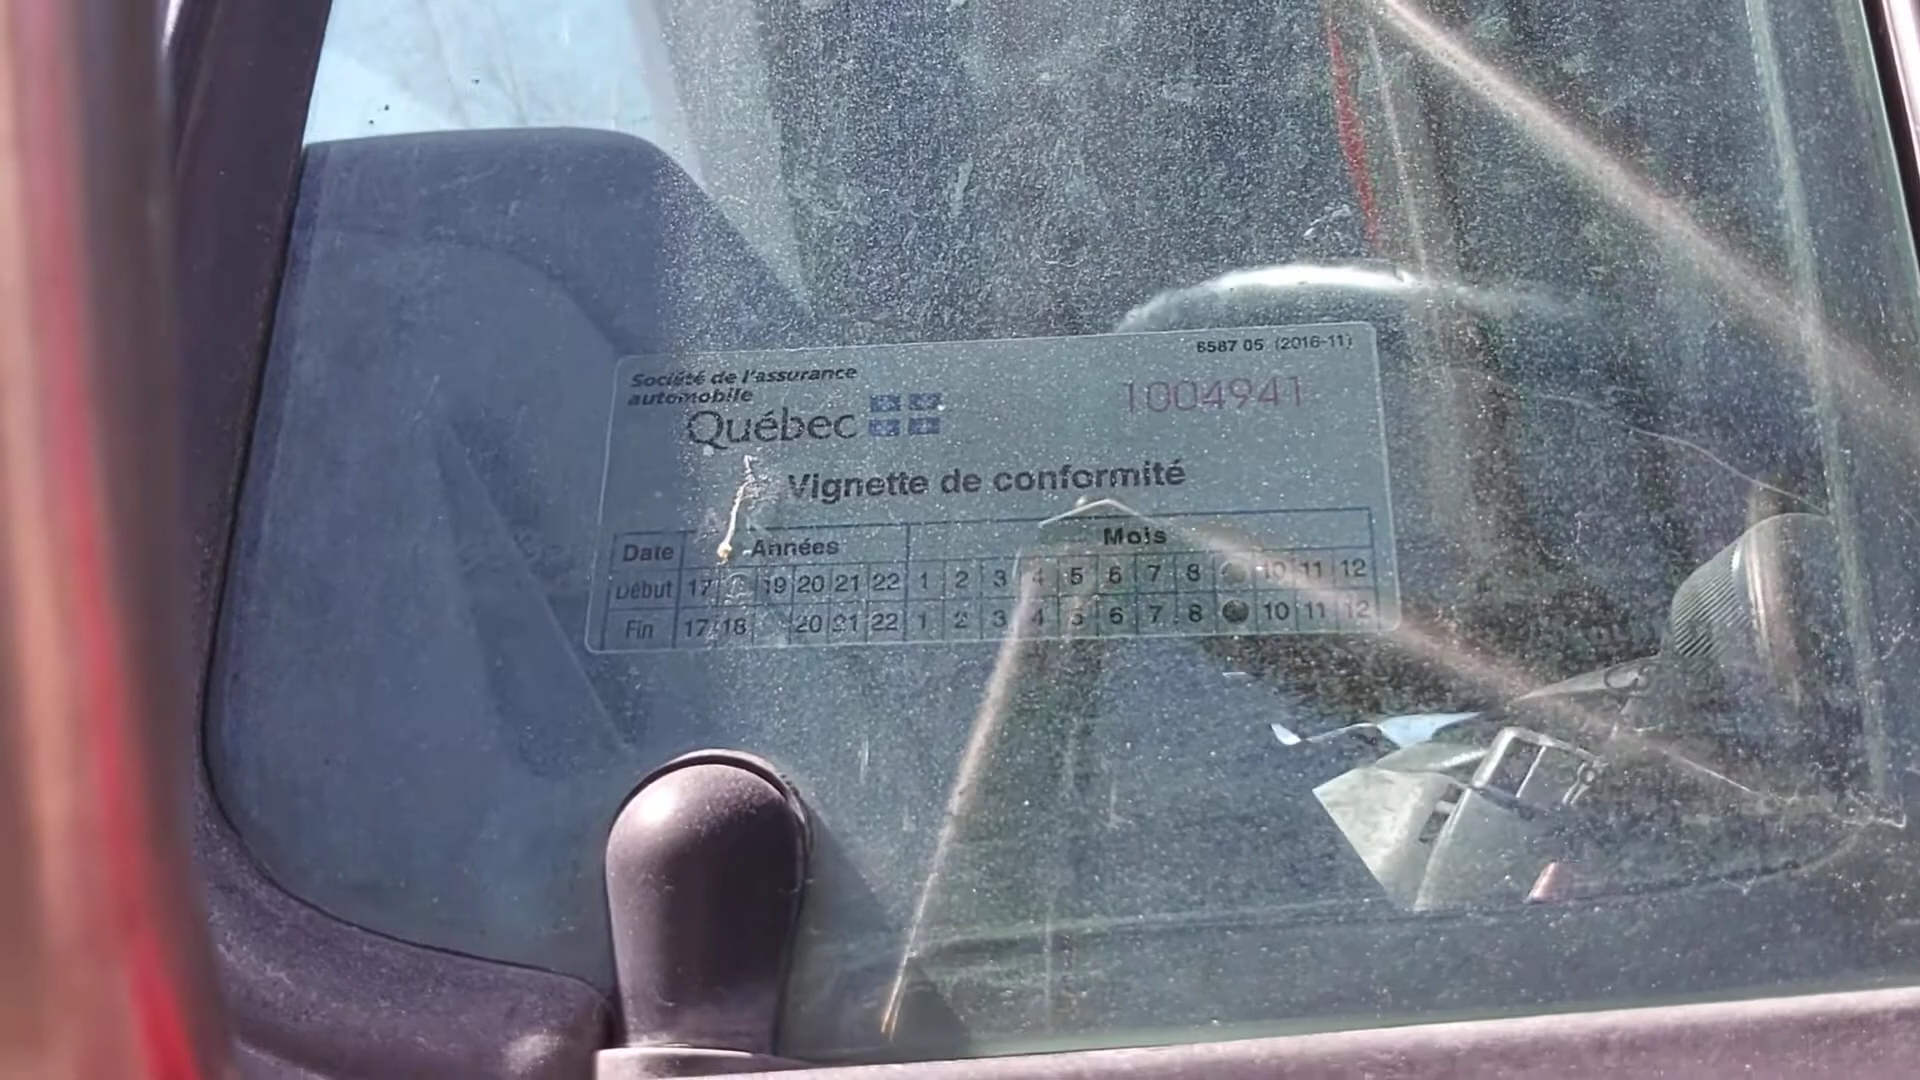 6587 05 (2016-11)
Société de l'assurance
automobile
Québec
1004941
Vignette de conformité
Date Années Mois
Début 17 19 20 21 22 1 2 3 4 5 6 7 8 10 11 12
Fin 17 18 20 21 22 1 2 3 4 5 6 7 8 10 11 12